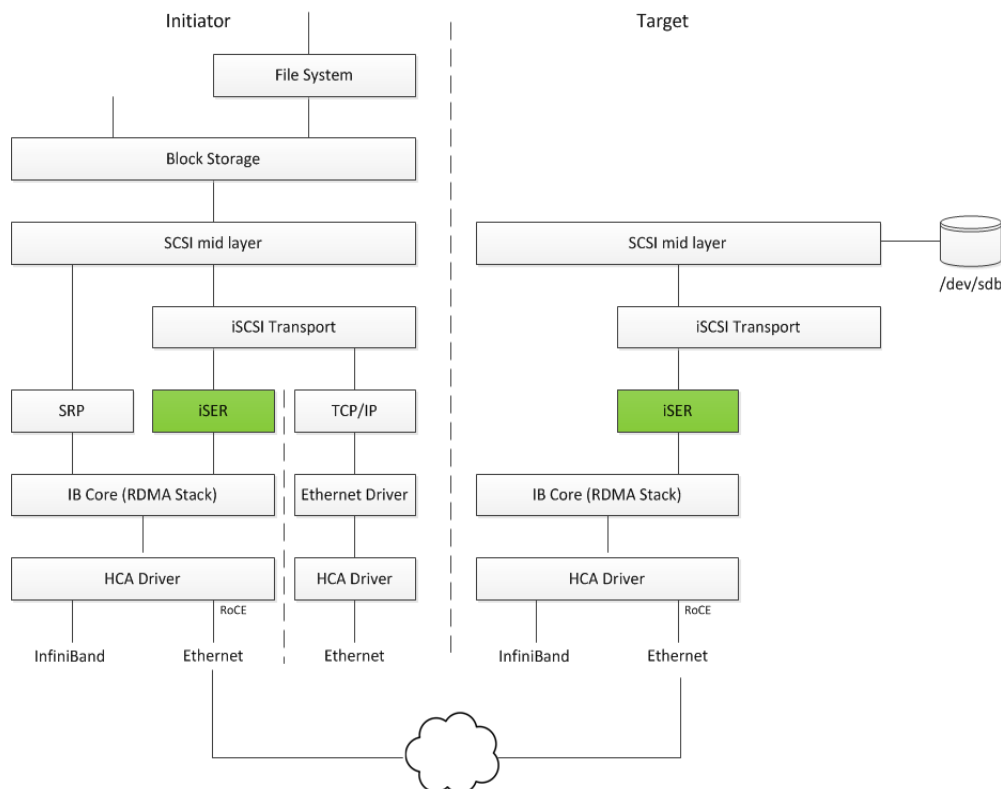 Initiator
Target
File System
Block Storage
SCSI mid layer
SCSI mid layer
/dev/sdb
iSCSI Transport
iSCSI Transport
SRP
iSER
TCP/IP
iSER
IB Core (RDMA Stack)
Ethernet Driver
IB Core (RDMA Stack)
HCA Driver
HCA Driver
HCA Driver
RoCE
RoCE
InfiniBand
Ethernet
Ethernet
InfiniBand
Ethernet